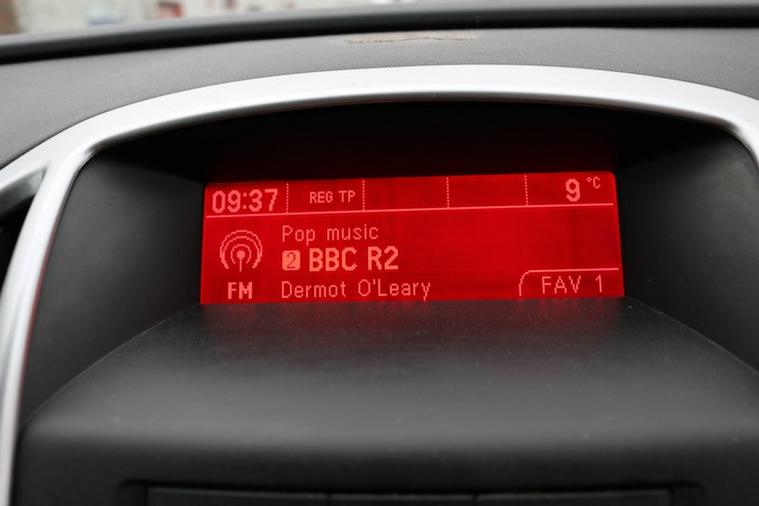 09:37 REG TP 9 °C
Pop music
2 BBC R2
FM Dermot O'Leary FAV 1